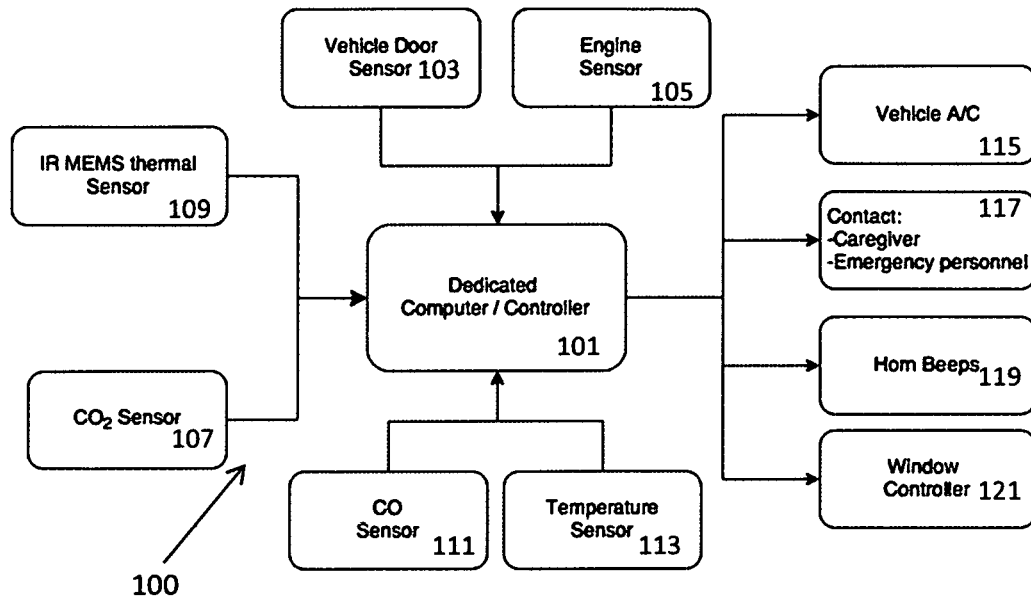 Vehicle Door
Sensor 103
Engine
Sensor
105
IR MEMS thermal
Sensor
109
Vehicle A/C
115
117
Contact:
-Caregiver
-Emergency personnel
Dedicated
Computer / Controller
101
Horn Beeps
119
CO₂ Sensor
107
Window
Controller 121
CO
Sensor
111
Temperature
Sensor
113
100